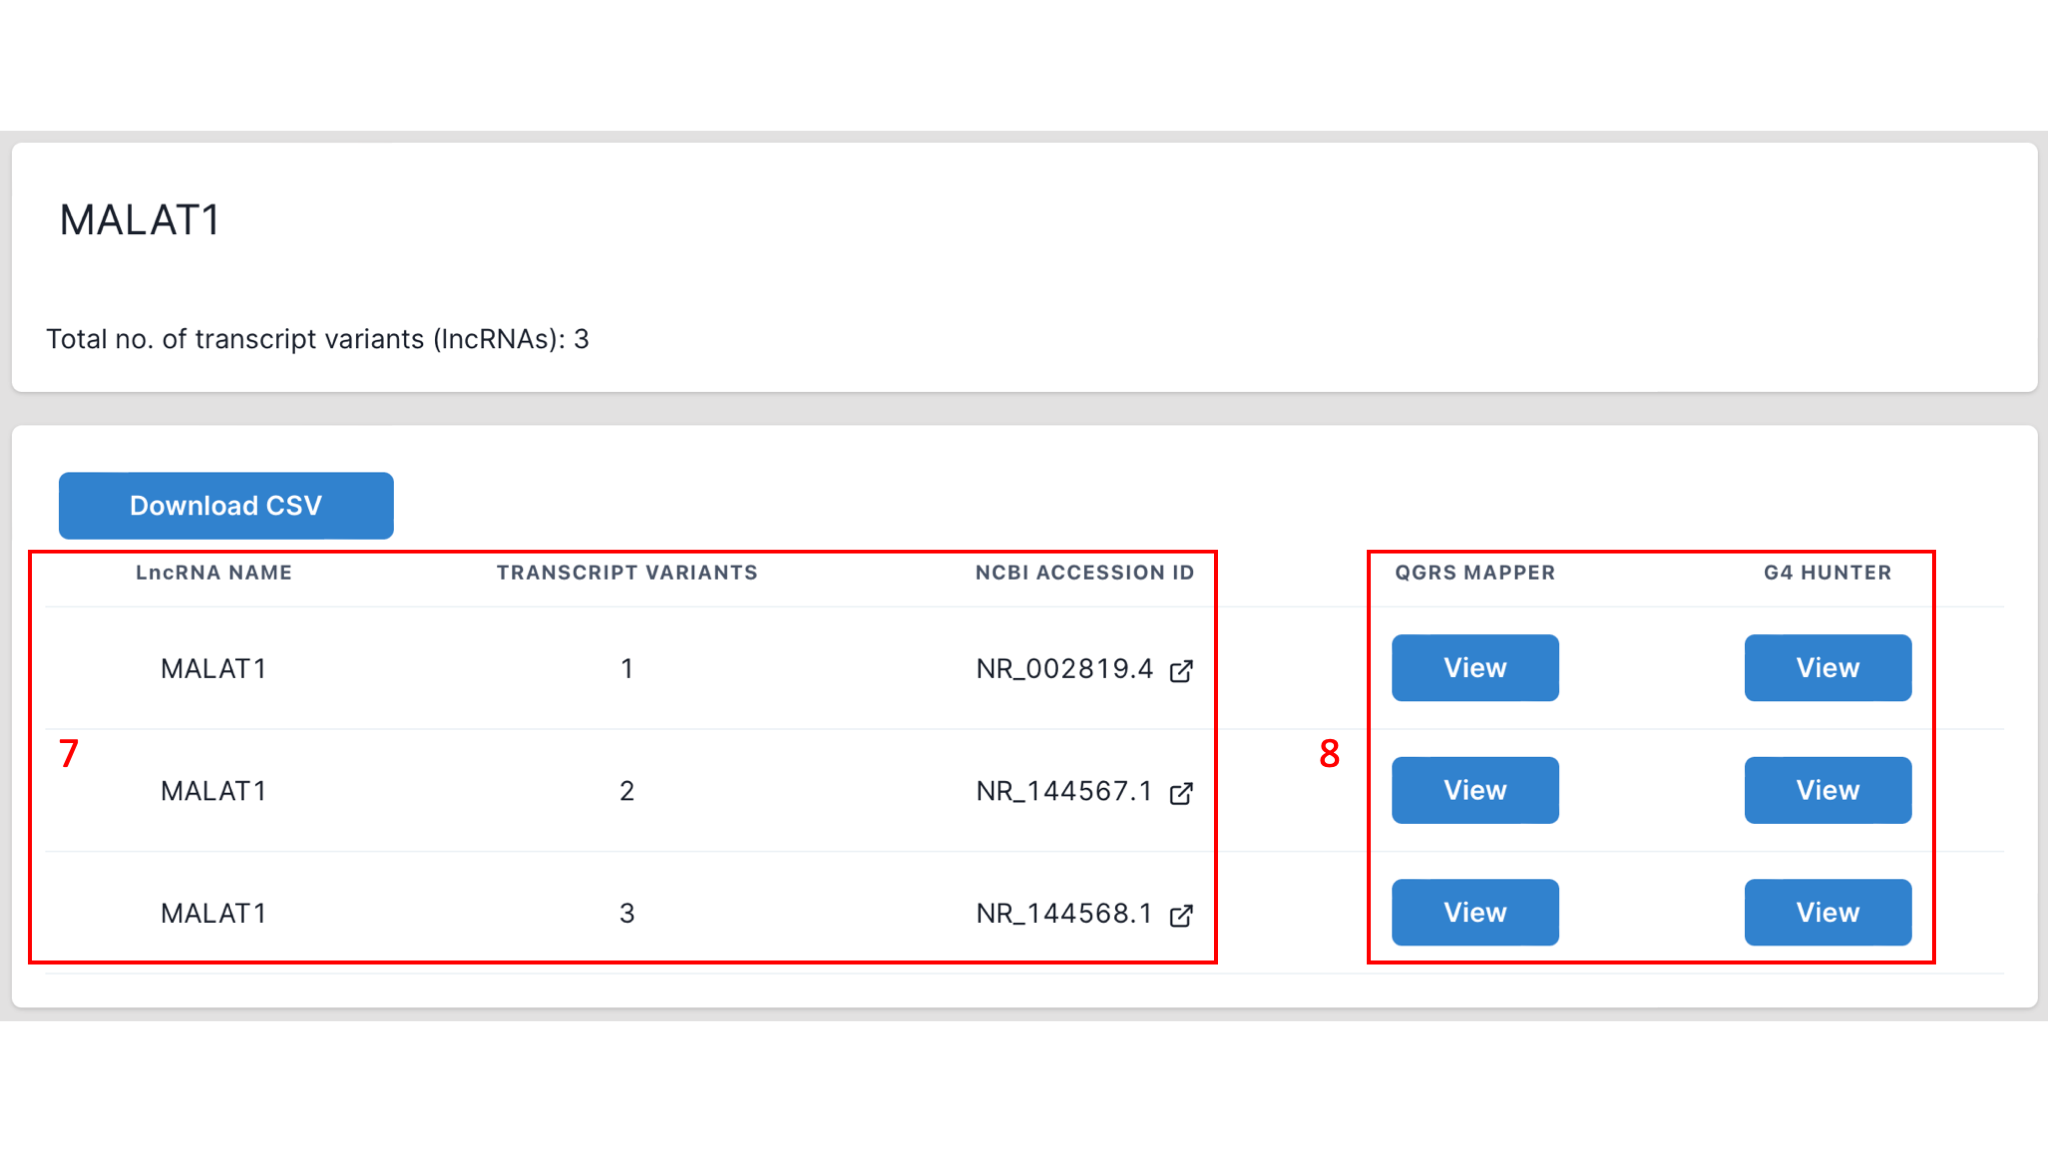 MALAT1
Total no. of transcript variants (lncRNAs): 3
Download CSV
LncRNA NAME TRANSCRIPT VARIANTS NCBI ACCESSION ID QGRS MAPPER G4 HUNTER
MALAT1 1 NR_002819.4 View View
7 8
MALAT1 2 NR_144567.1 View View
MALAT1 3 NR_144568.1 View View